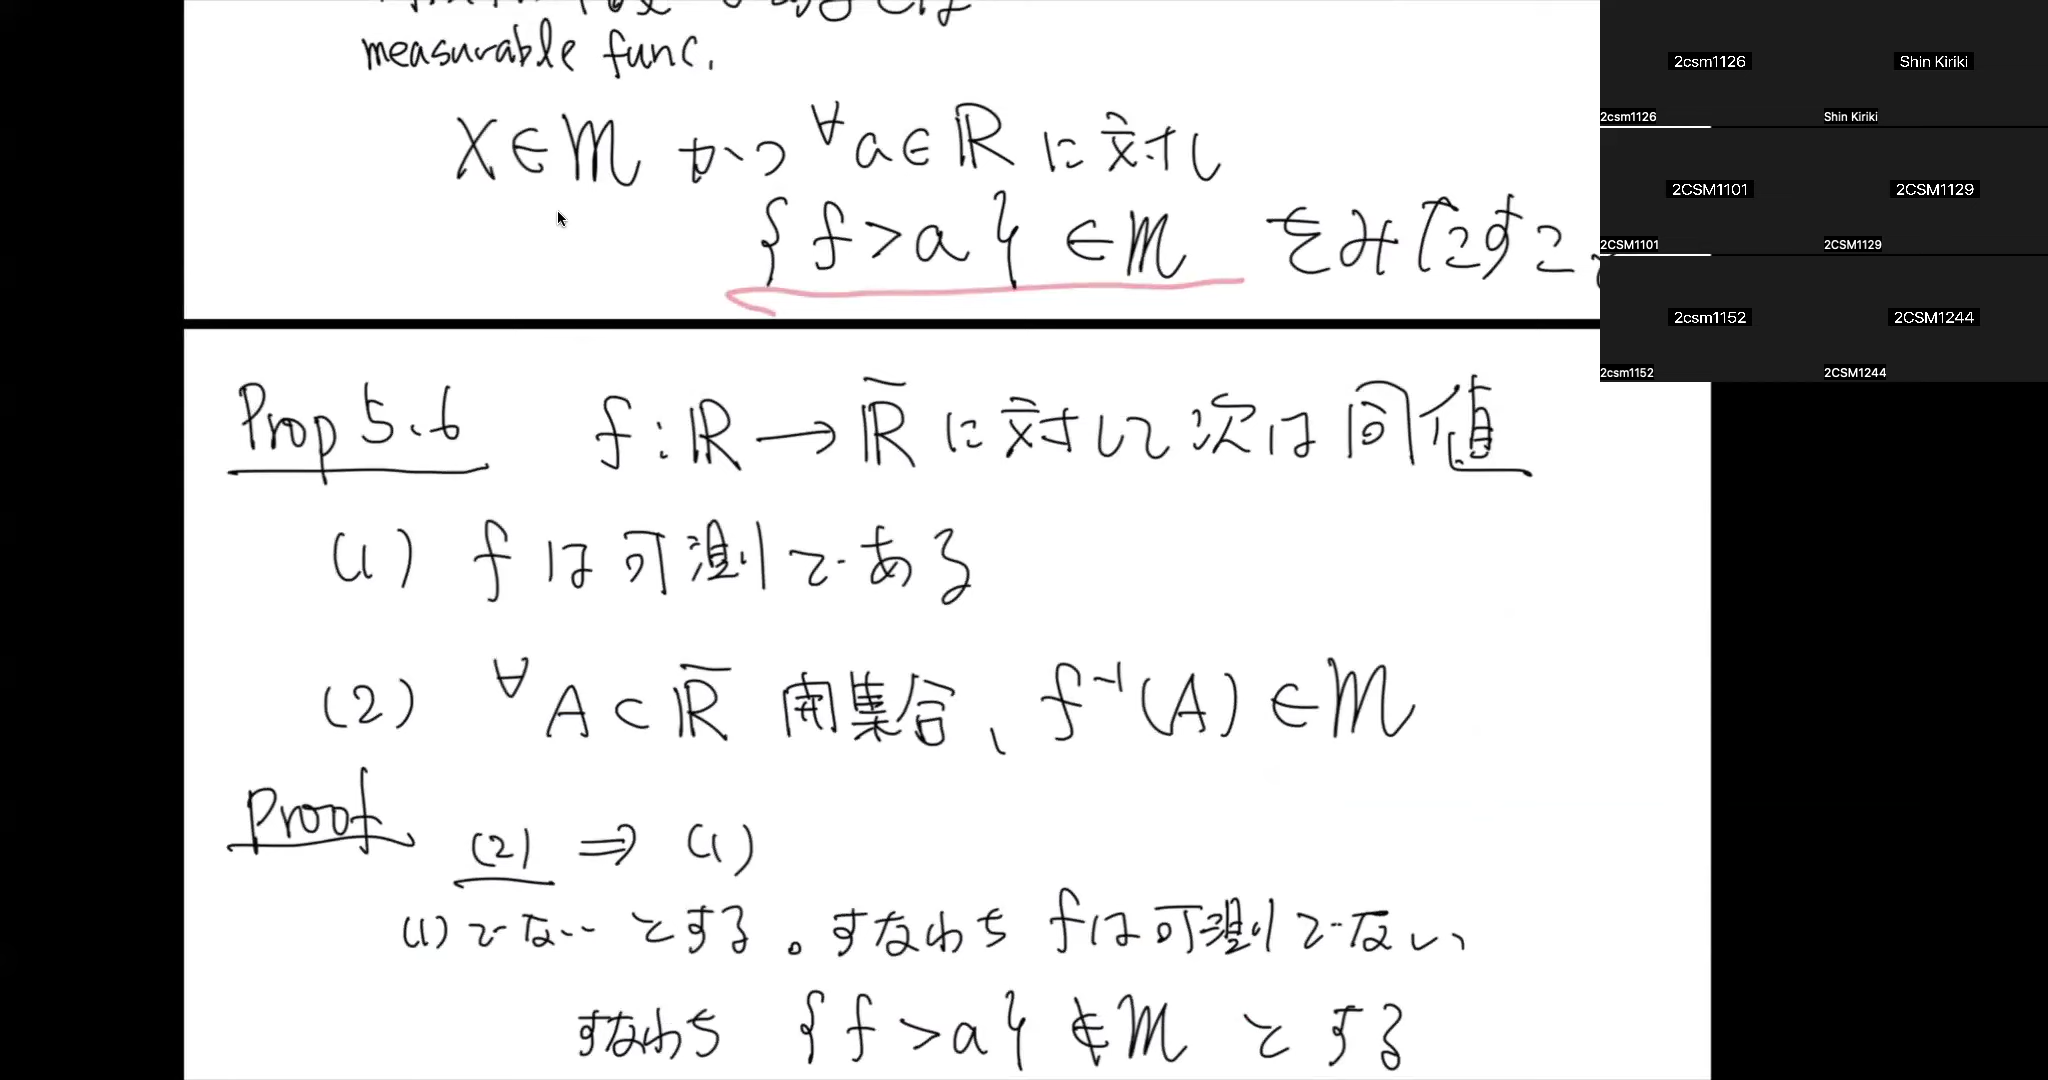 measurable func.
X∈𝓜 かつ ∀a∈ℝ に対し
{f>a} ∈𝓜 をみたすこ
Prop 5.6 f:ℝ→ℝ̄ に対して次は同値
(1) fは可測である
(2) ∀A⊂ℝ̄ 開集合、f⁻¹(A)∈𝓜
Proof (2) ⇒ (1)
(1)でないとする。すなわち fは可測でない、
すなわち {f>a}∉𝓜 とする
2csm1126 Shin Kiriki
2csm1126 Shin Kiriki
2CSM1101 2CSM1129
2CSM1101 2CSM1129
2csm1152 2CSM1244
2csm1152 2CSM1244